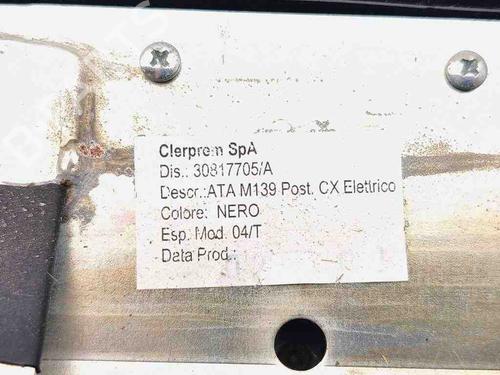 Clerprem SpA
Dis.: 30817705/A
Descr.:ATA M139 Post. CX Elettrico
Colore: NERO
Esp. Mod. 04/T
Data Prod.: